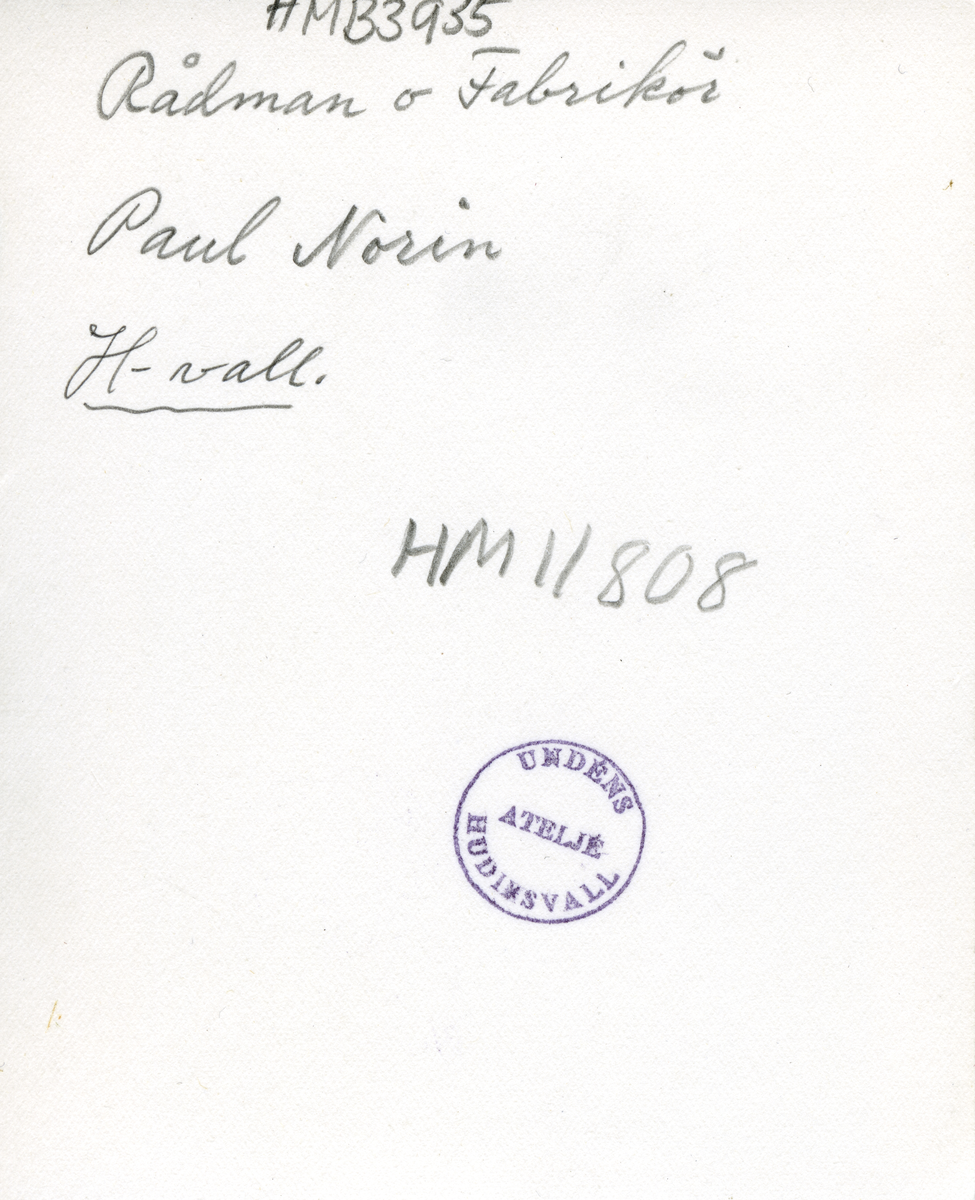 HMB3935
Rådman o Fabrikör
Paul Norin
H-vall.
HM11808
UNDÉNS
ATELJÉ
HUDIKSVALL